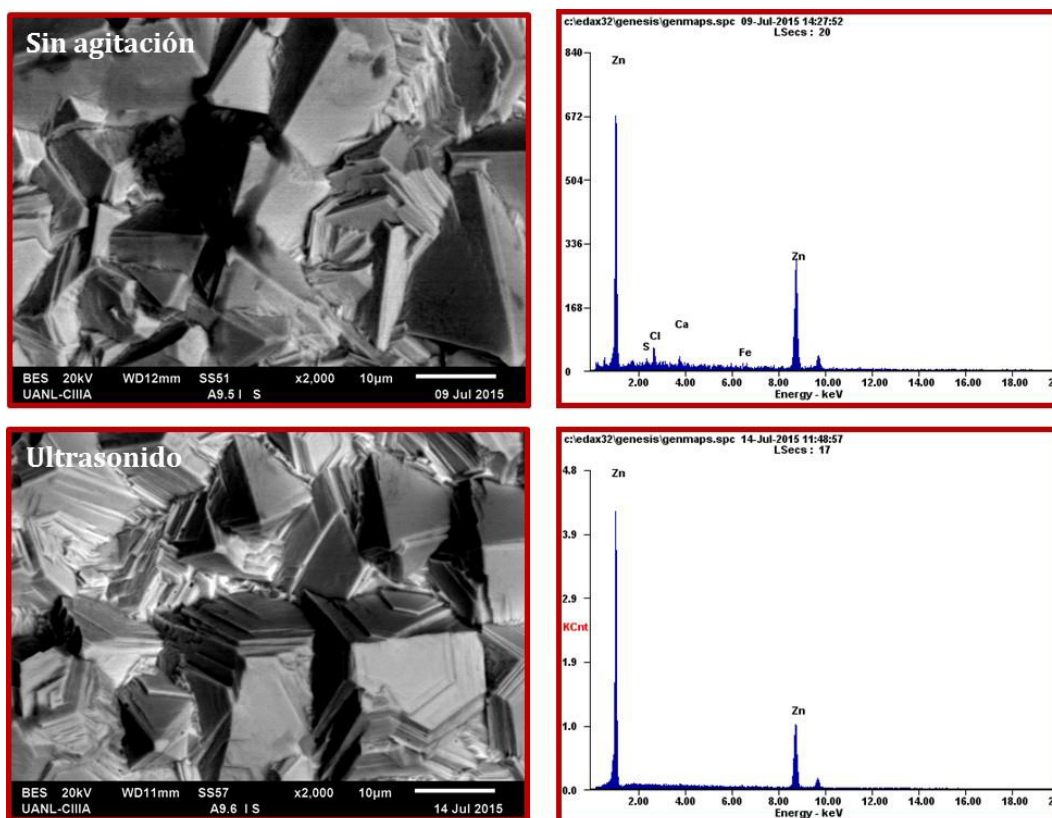 Sin agitación
BES 20kV WD12mm SS51 x2,000 10µm
UANL-CIIIA A9.5 I S 09 Jul 2015
c:\edax32\genesis\genmaps.spc 09-Jul-2015 14:27:52
LSecs : 20
840
Zn
672
504
336
Zn
168
S Cl Ca Fe
0
2.00 4.00 6.00 8.00 10.00 12.00 14.00 16.00 18.00
Energy - keV
Ultrasonido
BES 20kV WD11mm SS57 x2,000 10µm
UANL-CIIIA A9.6 I S 14 Jul 2015
c:\edax32\genesis\genmaps.spc 14-Jul-2015 11:48:57
LSecs : 17
4.8
Zn
3.9
2.9
KCnt
1.9
1.0
Zn
0.0
2.00 4.00 6.00 8.00 10.00 12.00 14.00 16.00 18.00
Energy - keV